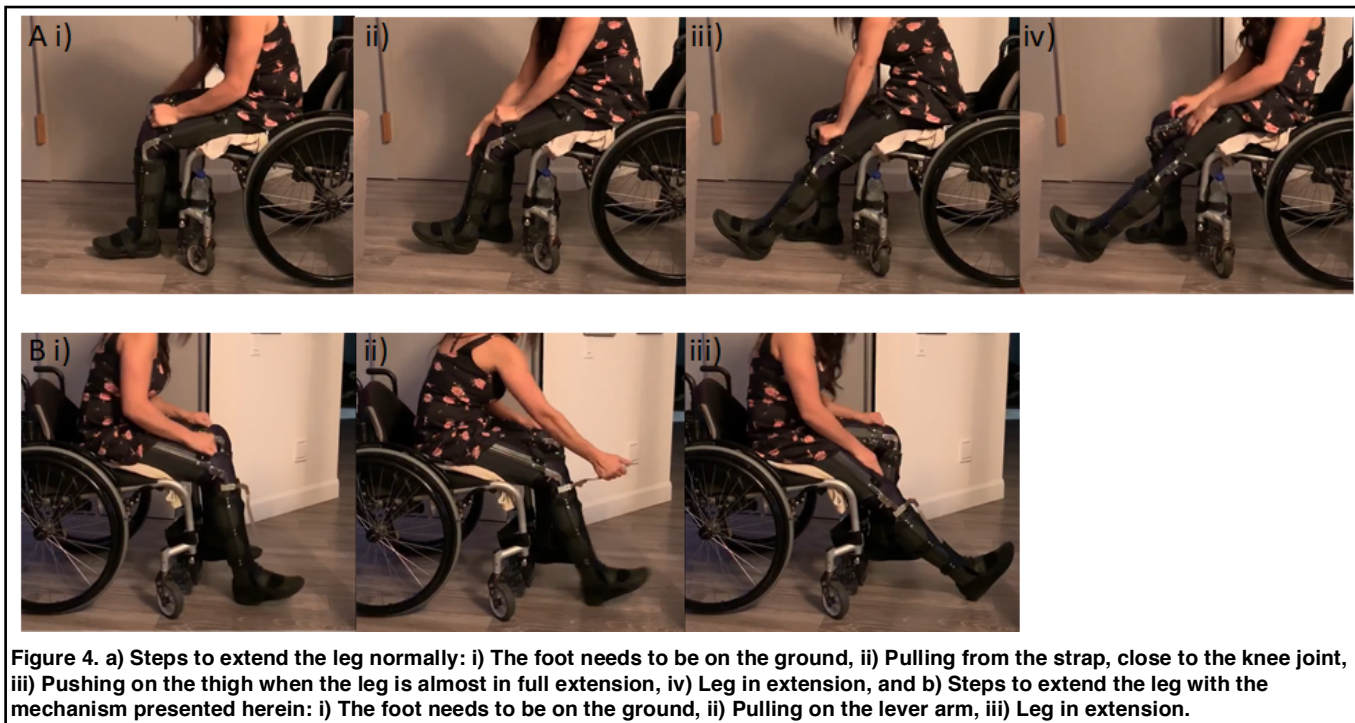 A i)
ii)
iii)
iv)
B i)
ii)
iii)
Figure 4. a) Steps to extend the leg normally: i) The foot needs to be on the ground, ii) Pulling from the strap, close to the knee joint,
iii) Pushing on the thigh when the leg is almost in full extension, iv) Leg in extension, and b) Steps to extend the leg with the
mechanism presented herein: i) The foot needs to be on the ground, ii) Pulling on the lever arm, iii) Leg in extension.